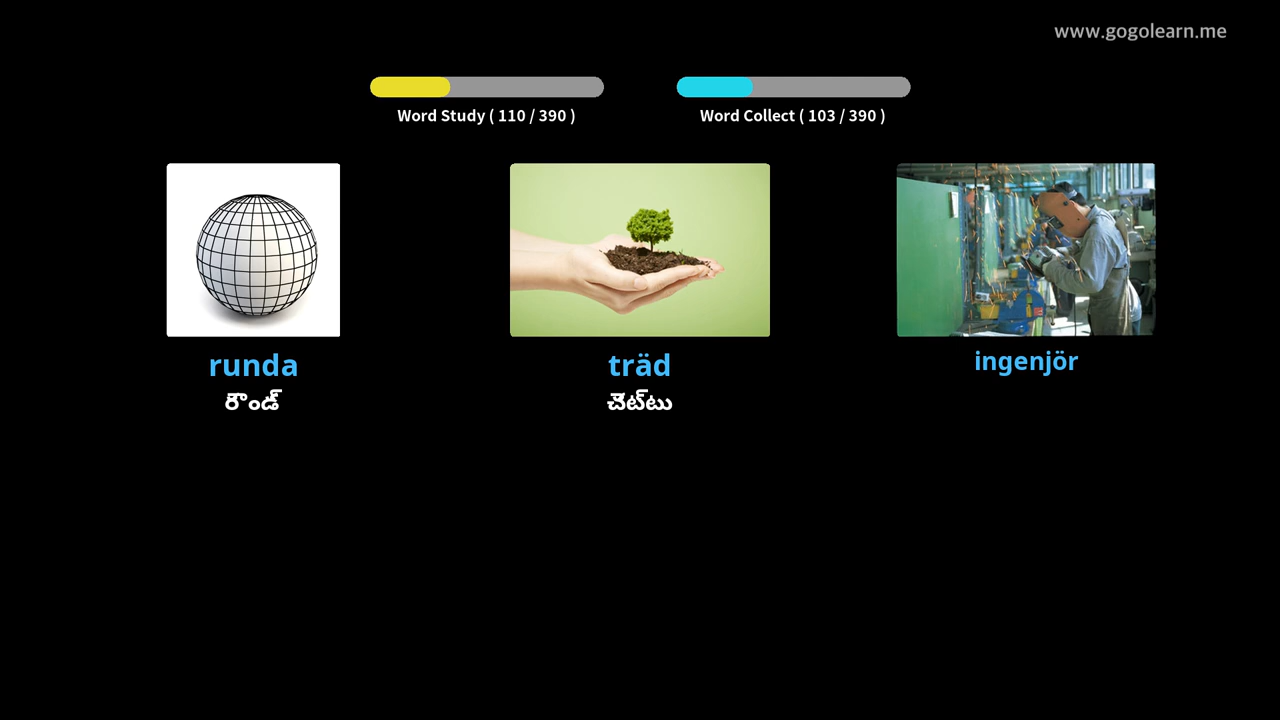 www.gogolearn.me
Word Study ( 110 / 390 )
Word Collect ( 103 / 390 )
runda
రౌండ్
träd
చెట్టు
ingenjör